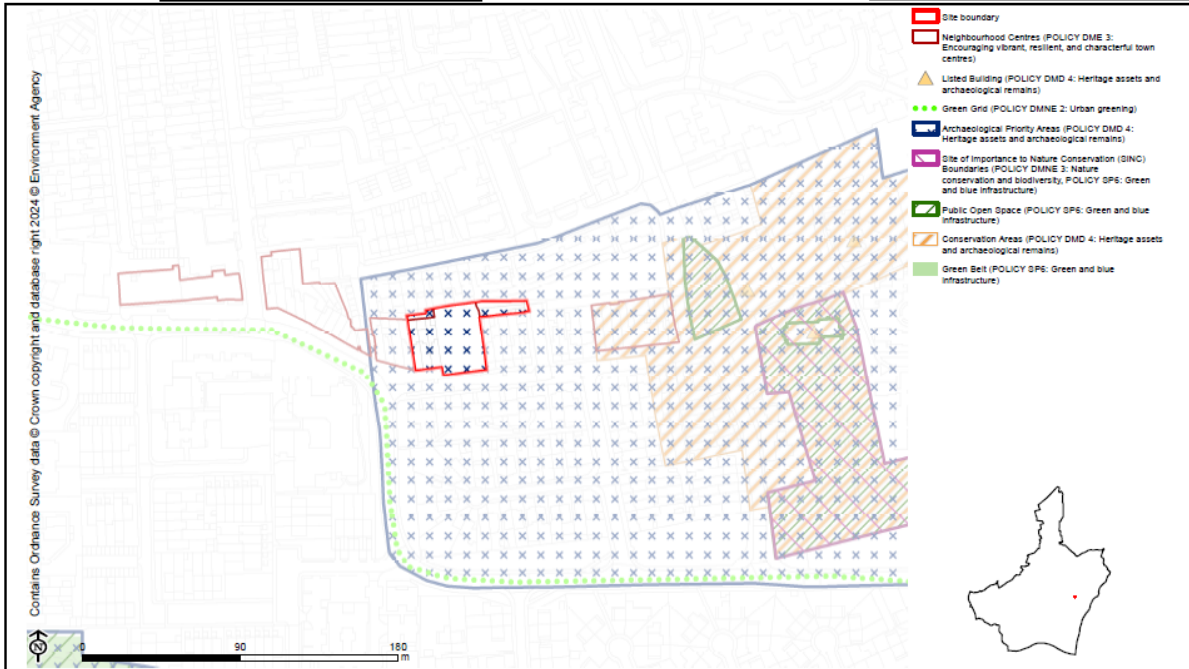 Site boundary
Neighbourhood Centres (POLICY DME 3:
Encouraging vibrant, resilient, and characterful town
centres)
Listed Building (POLICY DMD 4: Heritage assets and
archaeological remains)
Green Grid (POLICY DMNE 2: Urban greening)
Archaeological Priority Areas (POLICY DMD 4:
Heritage assets and archaeological remains)
Site of Importance to Nature Conservation (SINC)
Boundaries (POLICY DMNE 3: Nature
conservation and biodiversity, POLICY SP6: Green
and blue infrastructure)
Public Open Space (POLICY SP6: Green and blue
infrastructure)
Conservation Areas (POLICY DMD 4: Heritage assets
and archaeological remains)
Green Belt (POLICY SP6: Green and blue
infrastructure)
Contains Ordnance Survey data © Crown copyright and database right 2024 © Environment Agency
N
0 90 180
m